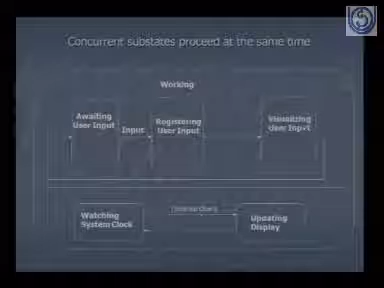 Concurrent substates proceed at the same time
Working
Awaiting
User Input
Input
Registering
User Input
Visualizing
User Input
Watching
System Clock
Updating
Display